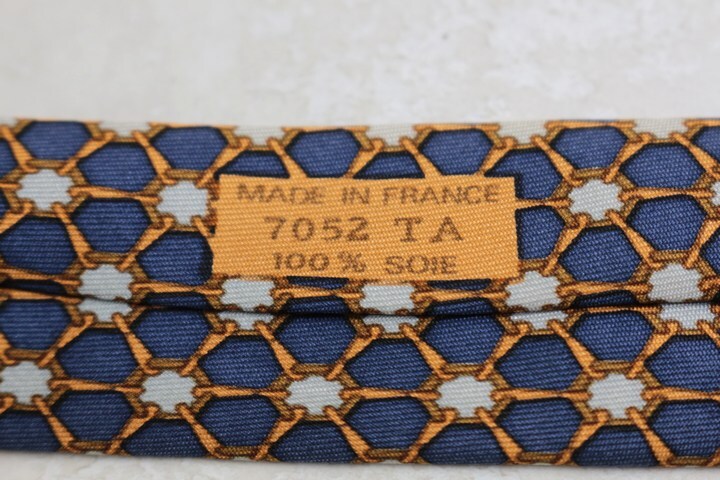 MADE IN FRANCE
7052 TA
100 % SOIE